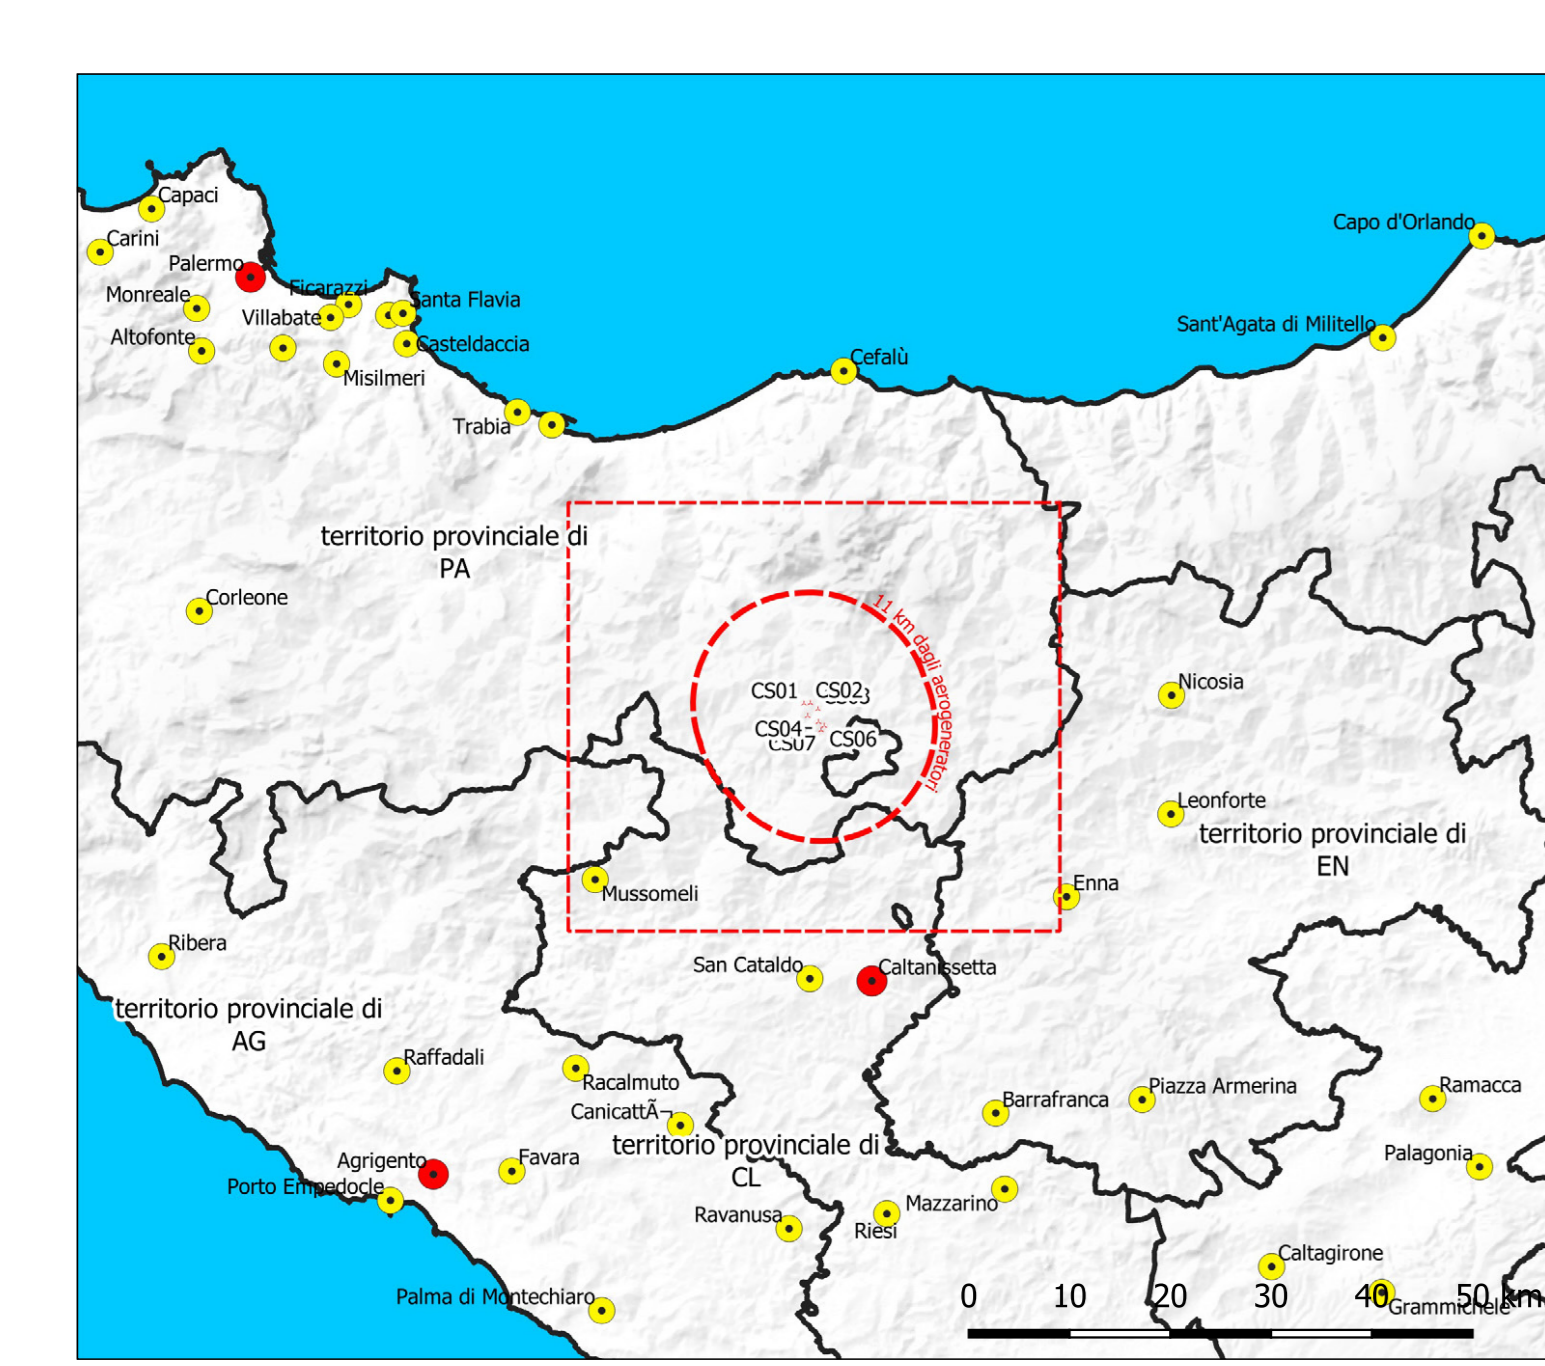 Capaci
Carini
Capo d'Orlando
Palermo
Monreale
Ficarazzi
Santa Flavia
Villabate
Altofonte
Casteldaccia
Sant'Agata di Militello
Misilmeri
Cefalù
Trabia
territorio provinciale di
PA
Corleone
11 km dagli aerogeneratori
Nicosia
CS01
CS02
CS04
CS06
CS07
Leonforte
territorio provinciale di
EN
Mussomeli
Enna
Ribera
San Cataldo
Caltanissetta
territorio provinciale di
AG
Raffadali
Racalmuto
Barrafranca
Piazza Armerina
Ramacca
CanicattÃ¬
territorio provinciale di
CL
Palagonia
Agrigento
Favara
Porto Empedocle
Ravanusa
Riesi
Mazzarino
Caltagirone
Palma di Montechiaro
Grammichele
0 10 20 30 40 50 km